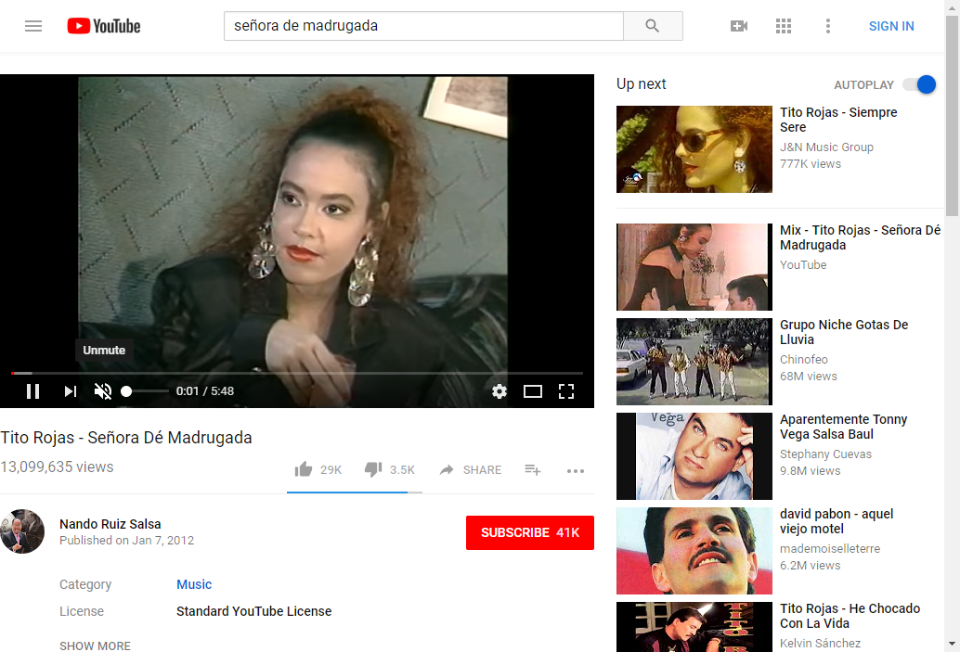 YouTube
señora de madrugada
SIGN IN
Unmute
0:01 / 5:48
Tito Rojas - Señora Dé Madrugada
13,099,635 views
29K
3.5K
SHARE
Nando Ruiz Salsa
Published on Jan 7, 2012
SUBSCRIBE 41K
Category
Music
License
Standard YouTube License
SHOW MORE
Up next
AUTOPLAY
Tito Rojas - Siempre
Sere
J&N Music Group
777K views
Mix - Tito Rojas - Señora Dé
Madrugada
YouTube
Grupo Niche Gotas De
Lluvia
Chinofeo
68M views
Vega
Aparentemente Tonny
Vega Salsa Baul
Stephany Cuevas
9.8M views
david pabon - aquel
viejo motel
mademoiselleterre
6.2M views
Tito Rojas - He Chocado
Con La Vida
Kelvin Sánchez